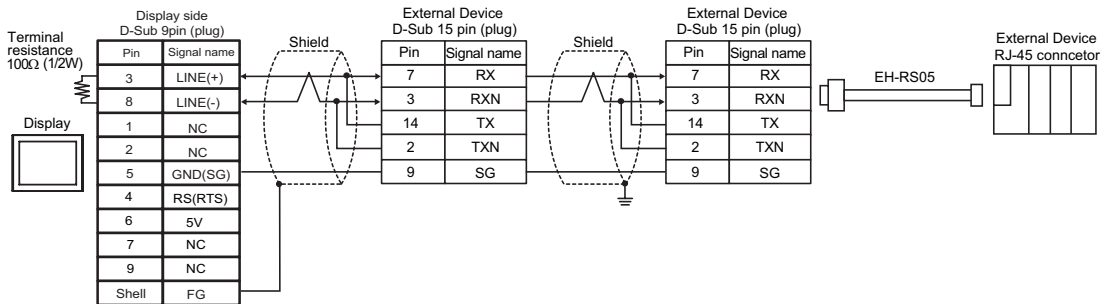 Terminal
resistance
100Ω (1/2W)
Display
Display side
D-Sub 9pin (plug)
Pin Signal name
3 LINE(+)
8 LINE(-)
1 NC
2 NC
5 GND(SG)
4 RS(RTS)
6 5V
7 NC
9 NC
Shell FG
Shield
External Device
D-Sub 15 pin (plug)
Pin Signal name
7 RX
3 RXN
14 TX
2 TXN
9 SG
Shield
External Device
D-Sub 15 pin (plug)
Pin Signal name
7 RX
3 RXN
14 TX
2 TXN
9 SG
EH-RS05
External Device
RJ-45 conncetor